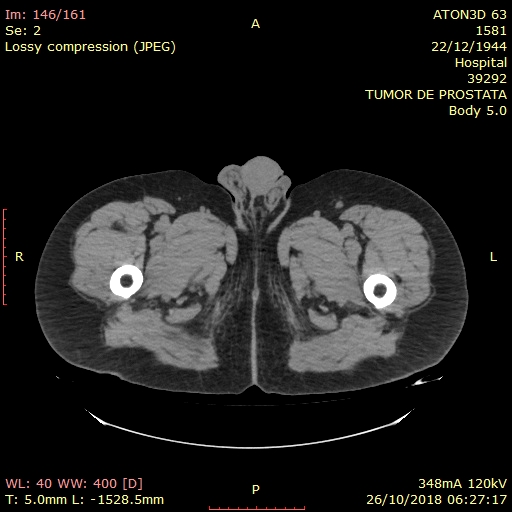 Im: 146/161
Se: 2
Lossy compression (JPEG)
A
ATON3D 63
1581
22/12/1944
Hospital
39292
TUMOR DE PROSTATA
Body 5.0
R
L
WL: 40 WW: 400 [D]
T: 5.0mm L: -1528.5mm
P
348mA 120kV
26/10/2018 06:27:17